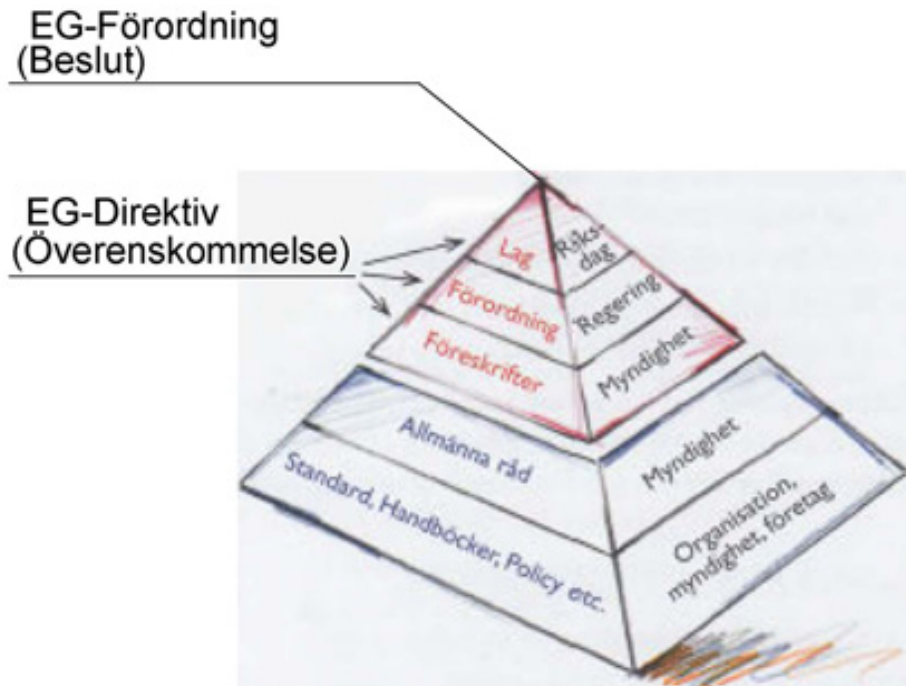 EG-Förordning
(Beslut)
EG-Direktiv
(Överenskommelse)
Lag
Riks-
dag
Förordning
Regering
Föreskrifter
Myndighet
Allmänna råd
Myndighet
Standard, Handböcker, Policy etc.
Organisation,
myndighet, företag